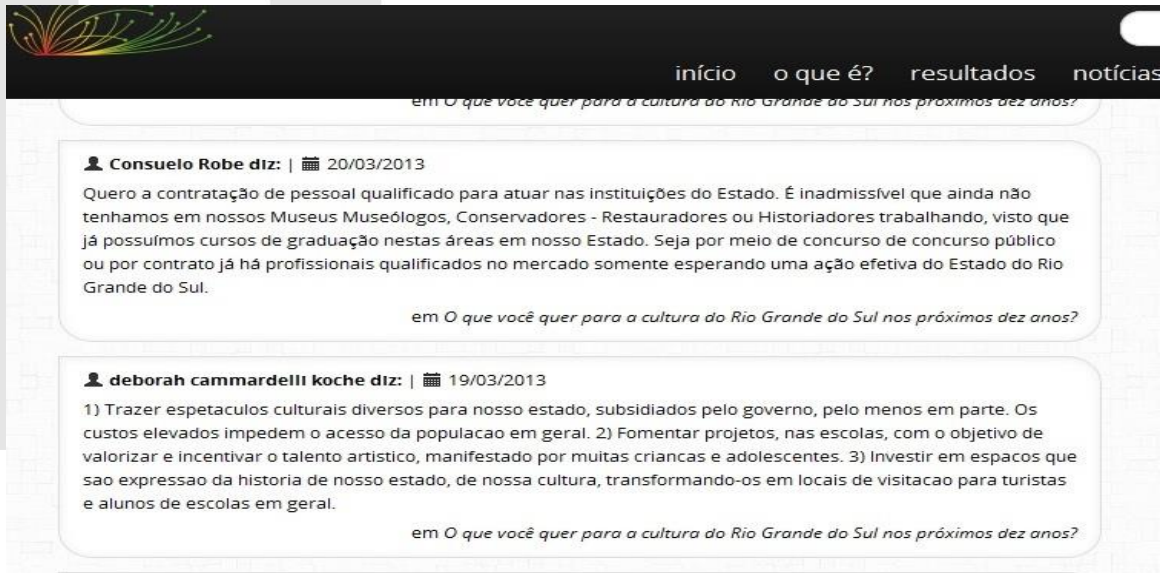 início o que é? resultados notícias
em O que você quer para a cultura do Rio Grande do Sul nos próximos dez anos?
Consuelo Robe diz: | 20/03/2013
Quero a contratação de pessoal qualificado para atuar nas instituições do Estado. É inadmissível que ainda não
tenhamos em nossos Museus Museólogos, Conservadores - Restauradores ou Historiadores trabalhando, visto que
já possuímos cursos de graduação nestas áreas em nosso Estado. Seja por meio de concurso de concurso público
ou por contrato já há profissionais qualificados no mercado somente esperando uma ação efetiva do Estado do Rio
Grande do Sul.
em O que você quer para a cultura do Rio Grande do Sul nos próximos dez anos?
deborah cammardelli koche diz: | 19/03/2013
1) Trazer espetaculos culturais diversos para nosso estado, subsidiados pelo governo, pelo menos em parte. Os
custos elevados impedem o acesso da populacao em geral. 2) Fomentar projetos, nas escolas, com o objetivo de
valorizar e incentivar o talento artistico, manifestado por muitas criancas e adolescentes. 3) Investir em espacos que
sao expressao da historia de nosso estado, de nossa cultura, transformando-os em locais de visitacao para turistas
e alunos de escolas em geral.
em O que você quer para a cultura do Rio Grande do Sul nos próximos dez anos?